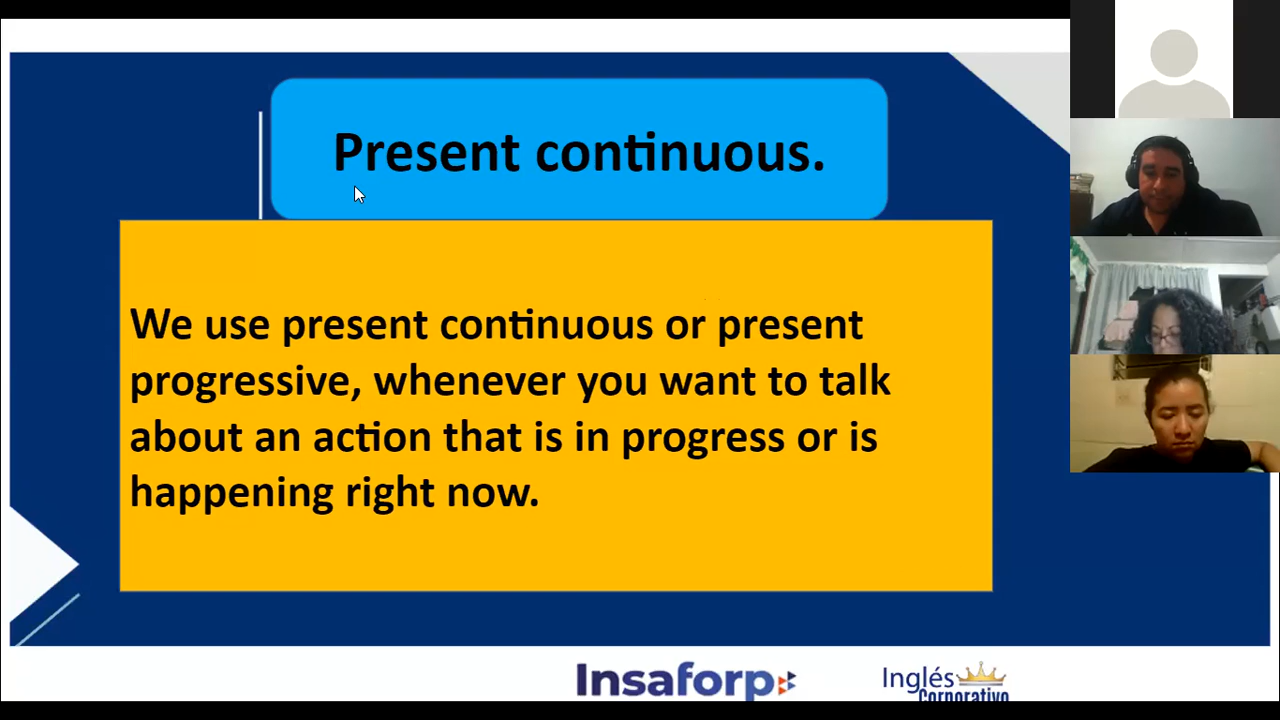 Present continuous.
We use present continuous or present
progressive, whenever you want to talk
about an action that is in progress or is
happening right now.
Insaforp
Inglés
Corporativo